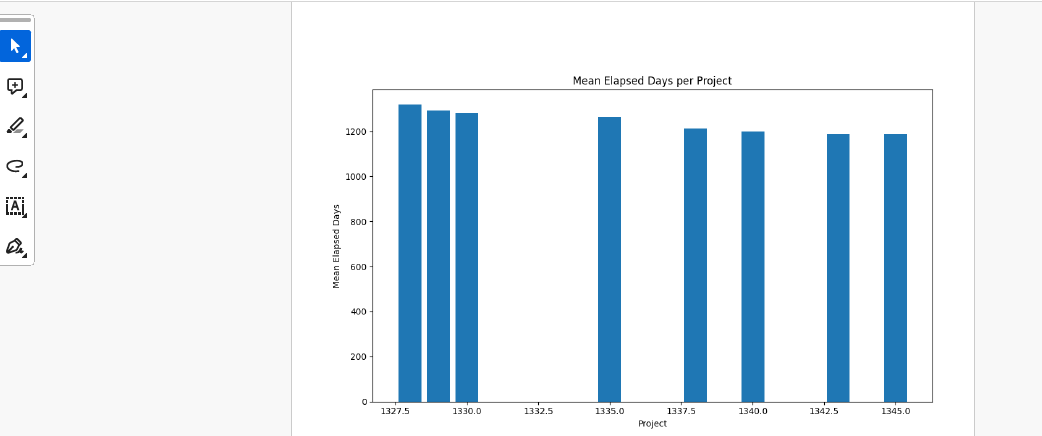 Mean Elapsed Days per Project
1200
1000
800
600
400
200
0
Mean Elapsed Days
1327.5 1330.0 1332.5 1335.0 1337.5 1340.0 1342.5 1345.0
Project
A